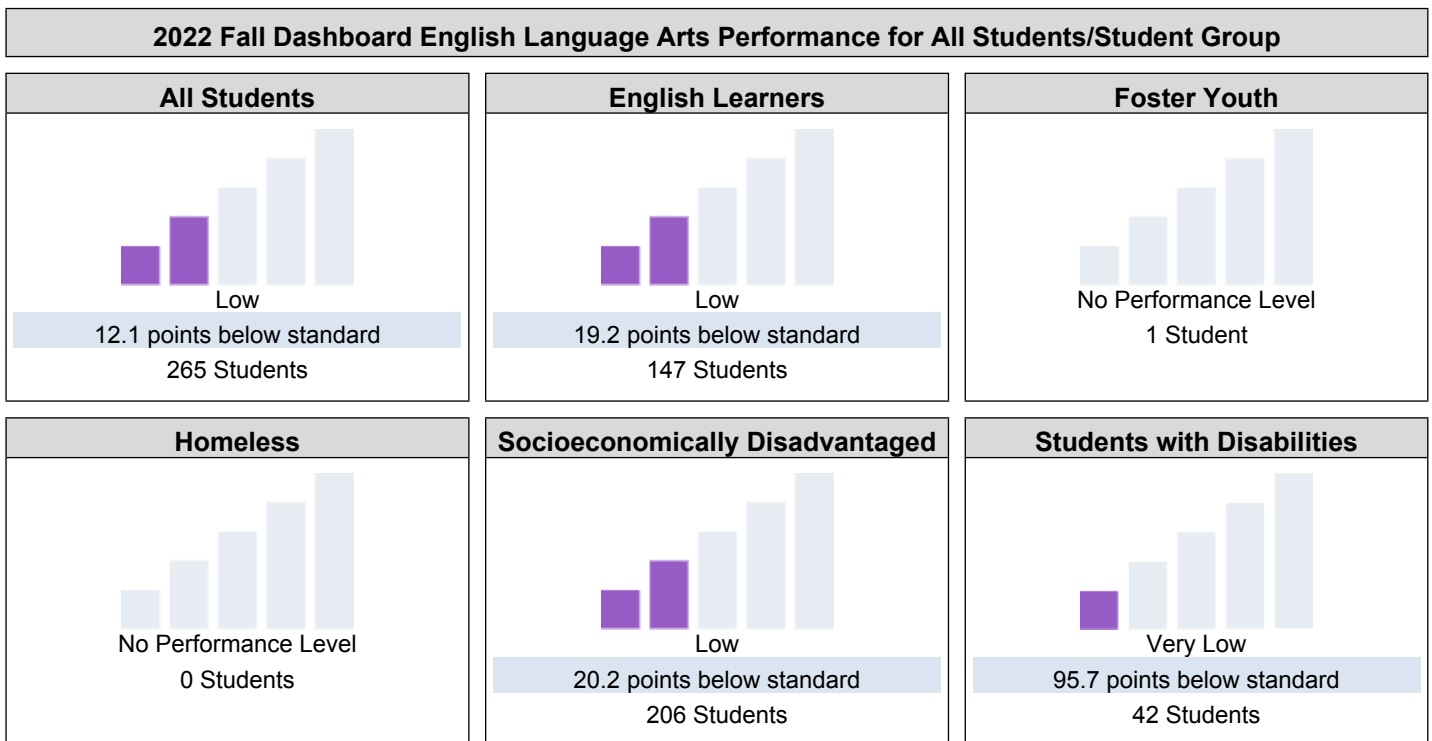 2022 Fall Dashboard English Language Arts Performance for All Students/Student Group
All Students
Low
12.1 points below standard
265 Students
English Learners
Low
19.2 points below standard
147 Students
Foster Youth
No Performance Level
1 Student
Homeless
No Performance Level
0 Students
Socioeconomically Disadvantaged
Low
20.2 points below standard
206 Students
Students with Disabilities
Very Low
95.7 points below standard
42 Students